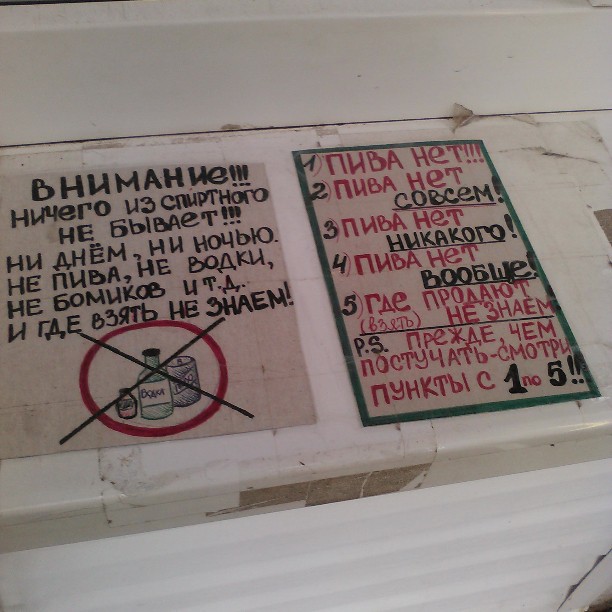 ВНИМАНИе!!!
НИЧЕГО ИЗ СПИРТНОГО
НЕ БЫВАЕТ!!!
НИ ДНЁМ, НИ НОЧЬЮ.
НЕ ПИВА, НЕ ВОДКИ,
НЕ БОМИКОВ И Т.Д..
И ГДЕ ВЗЯТЬ НЕ ЗНАЕМ!
ВОДКА
1) ПИВА НЕТ!!!
2) ПИВА НЕТ
СОВСЕМ!
3) ПИВА НЕТ
НИКАКОГО!
4) ПИВА НЕТ
ВООБЩЕ!
5) ГДЕ ПРОДАЮТ
(ВЗЯТЬ) НЕ ЗНАЕМ
P.S. ПРЕЖДЕ, ЧЕМ
ПОСТУЧАТЬ-СМОТРИ
ПУНКТЫ С 1 по 5!!